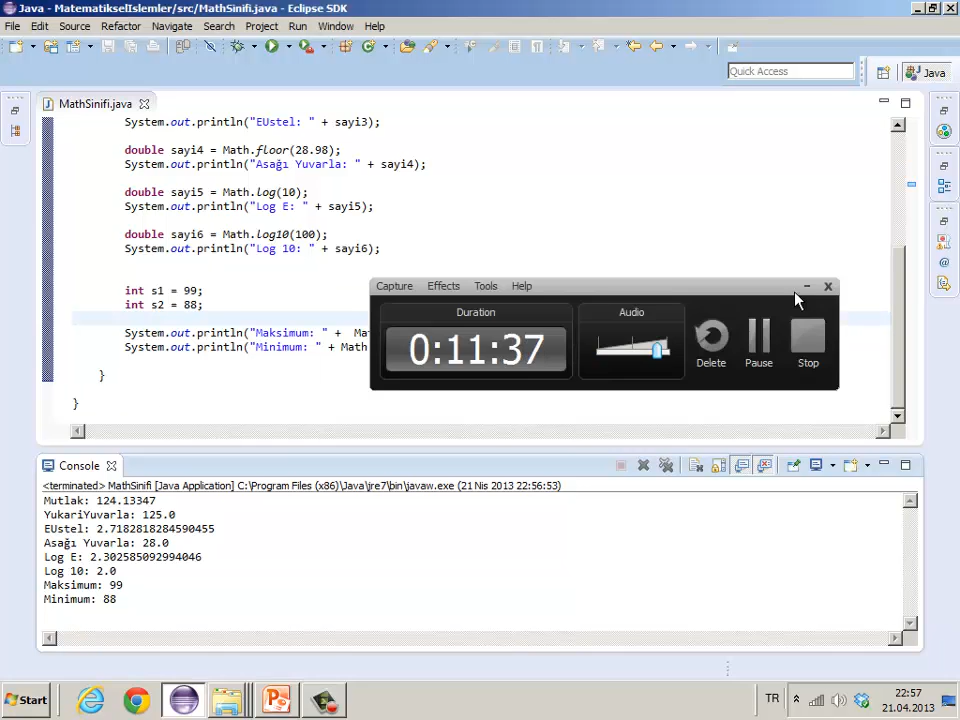 Java - MatematikselIslemler/src/MathSinifi.java - Eclipse SDK
File Edit Source Refactor Navigate Search Project Run Window Help
Quick Access
Java
MathSinifi.java
System.out.println("EUstel: " + sayi3);
double sayi4 = Math.floor(28.98);
System.out.println("Asağı Yuvarla: " + sayi4);
double sayi5 = Math.log(10);
System.out.println("Log E: " + sayi5);
double sayi6 = Math.log10(100);
System.out.println("Log 10: " + sayi6);
int s1 = 99;
int s2 = 88;
System.out.println("Maksimum: " + Mat
System.out.println("Minimum: " + Math
}
}
Capture Effects Tools Help
Duration
0:11:37
Audio
Delete Pause Stop
Console
<terminated> MathSinifi [Java Application] C:\Program Files (x86)\Java\jre7\bin\javaw.exe (21 Nis 2013 22:56:53)
Mutlak: 124.13347
YukariYuvarla: 125.0
EUstel: 2.7182818284590455
Asağı Yuvarla: 28.0
Log E: 2.302585092994046
Log 10: 2.0
Maksimum: 99
Minimum: 88
Start
TR
22:57
21.04.2013